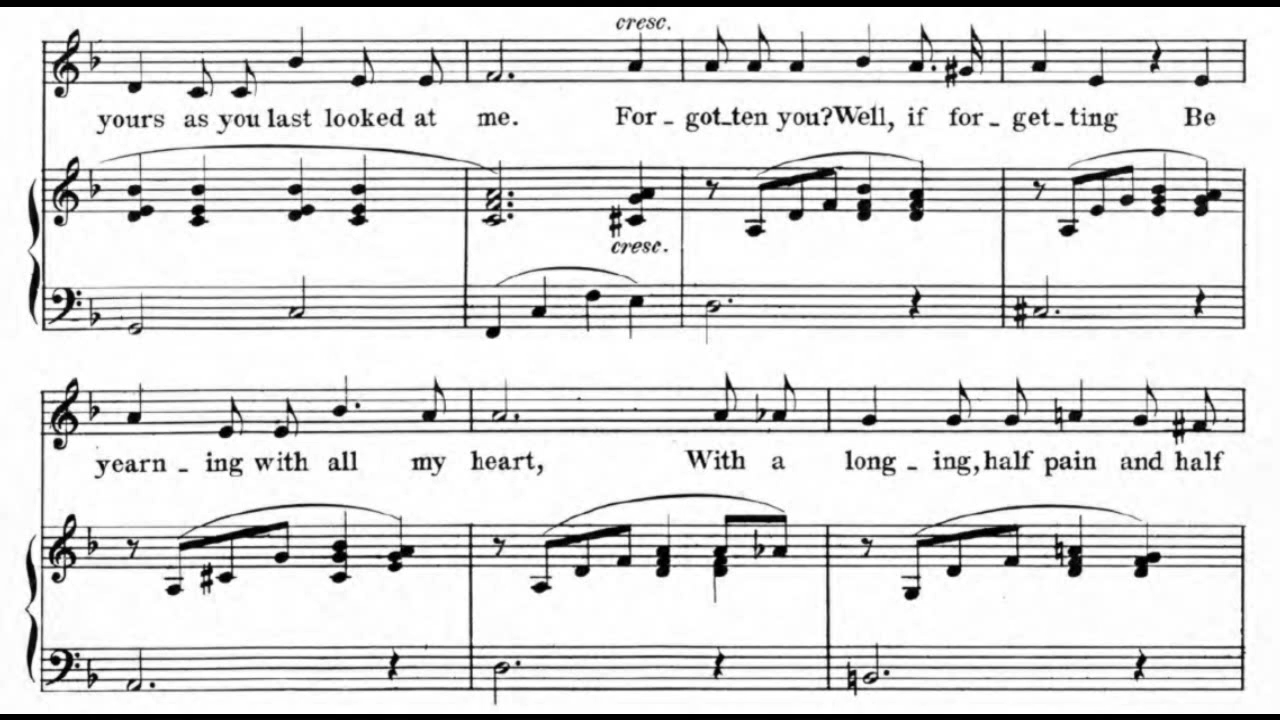 cresc.
yours as you last looked at me. For - got - ten you? Well, if for - get - ting Be
cresc.
yearn - ing with all my heart, With a long - ing, half pain and half